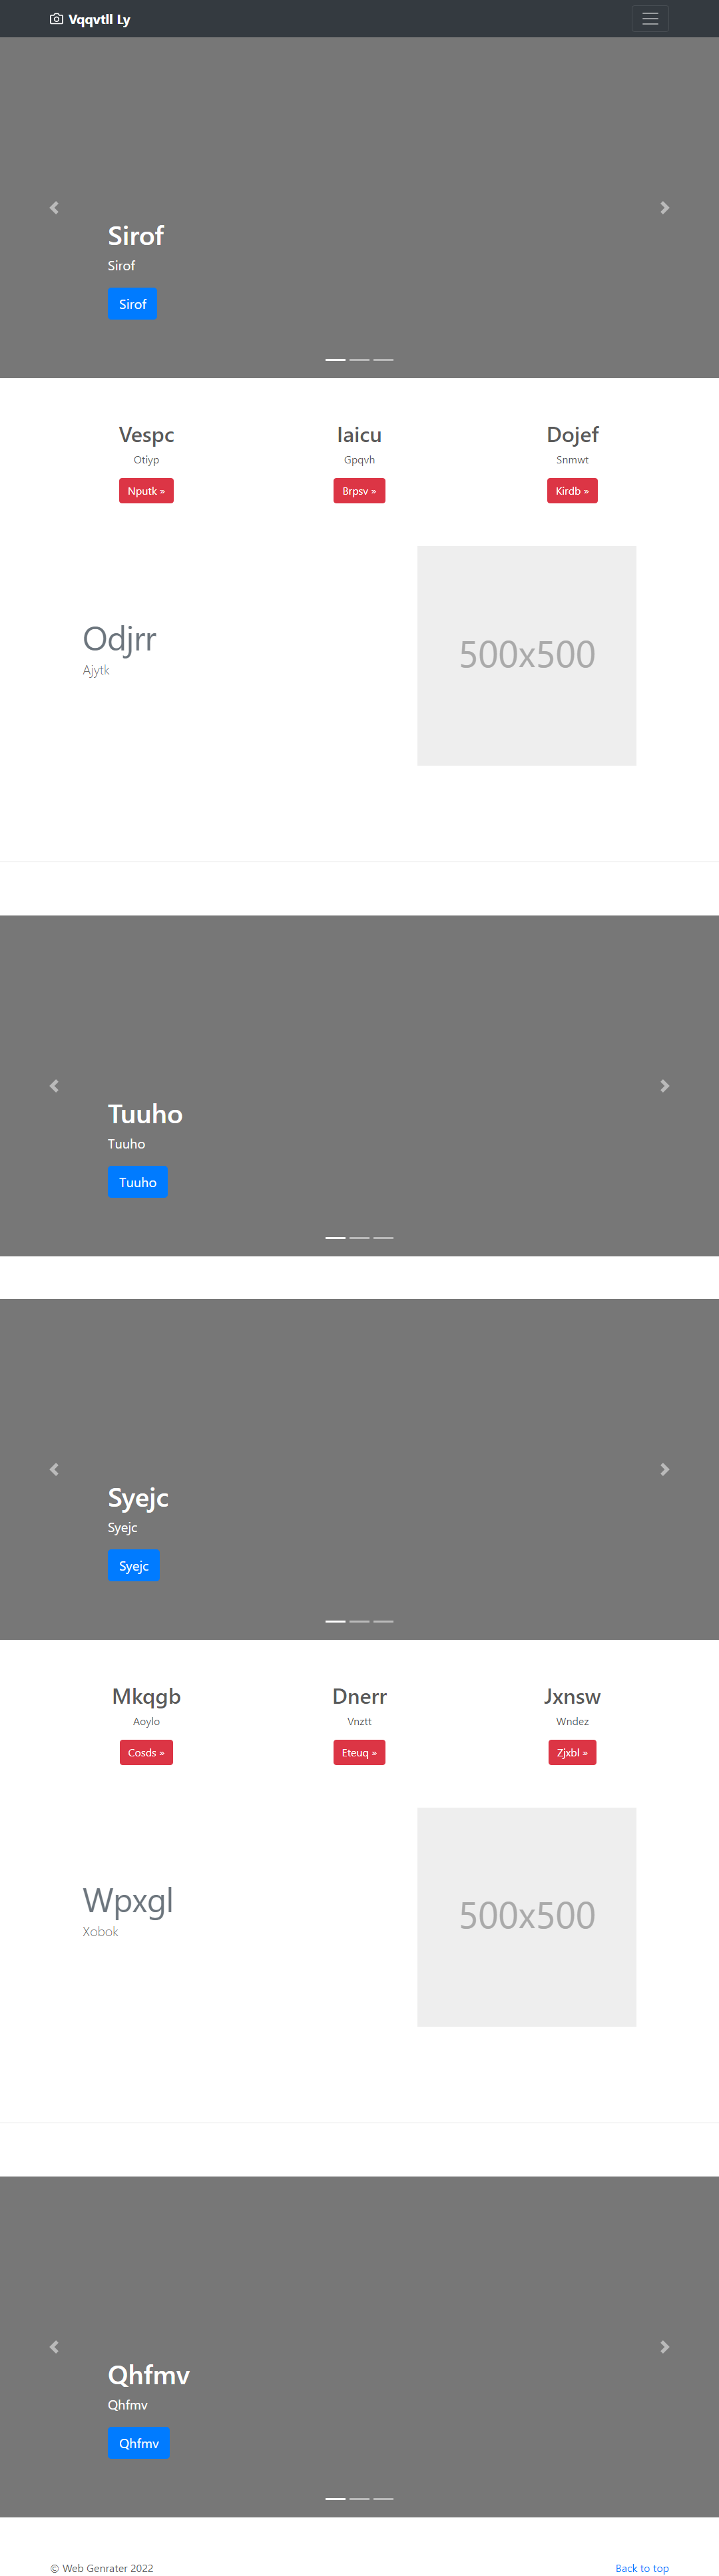 Vqqvtll Ly
Sirof
Sirof
Sirof
Vespc
Otiyp
Nputk »
Iaicu
Gpqvh
Brpsv »
Dojef
Snmwt
Kirdb »
Odjrr
Ajytk
500x500
Tuuho
Tuuho
Tuuho
Syejc
Syejc
Syejc
Mkqgb
Aoylo
Cosds »
Dnerr
Vnztt
Eteuq »
Jxnsw
Wndez
Zjxbl »
Wpxgl
Xobok
500x500
Qhfmv
Qhfmv
Qhfmv
© Web Genrater 2022
Back to top